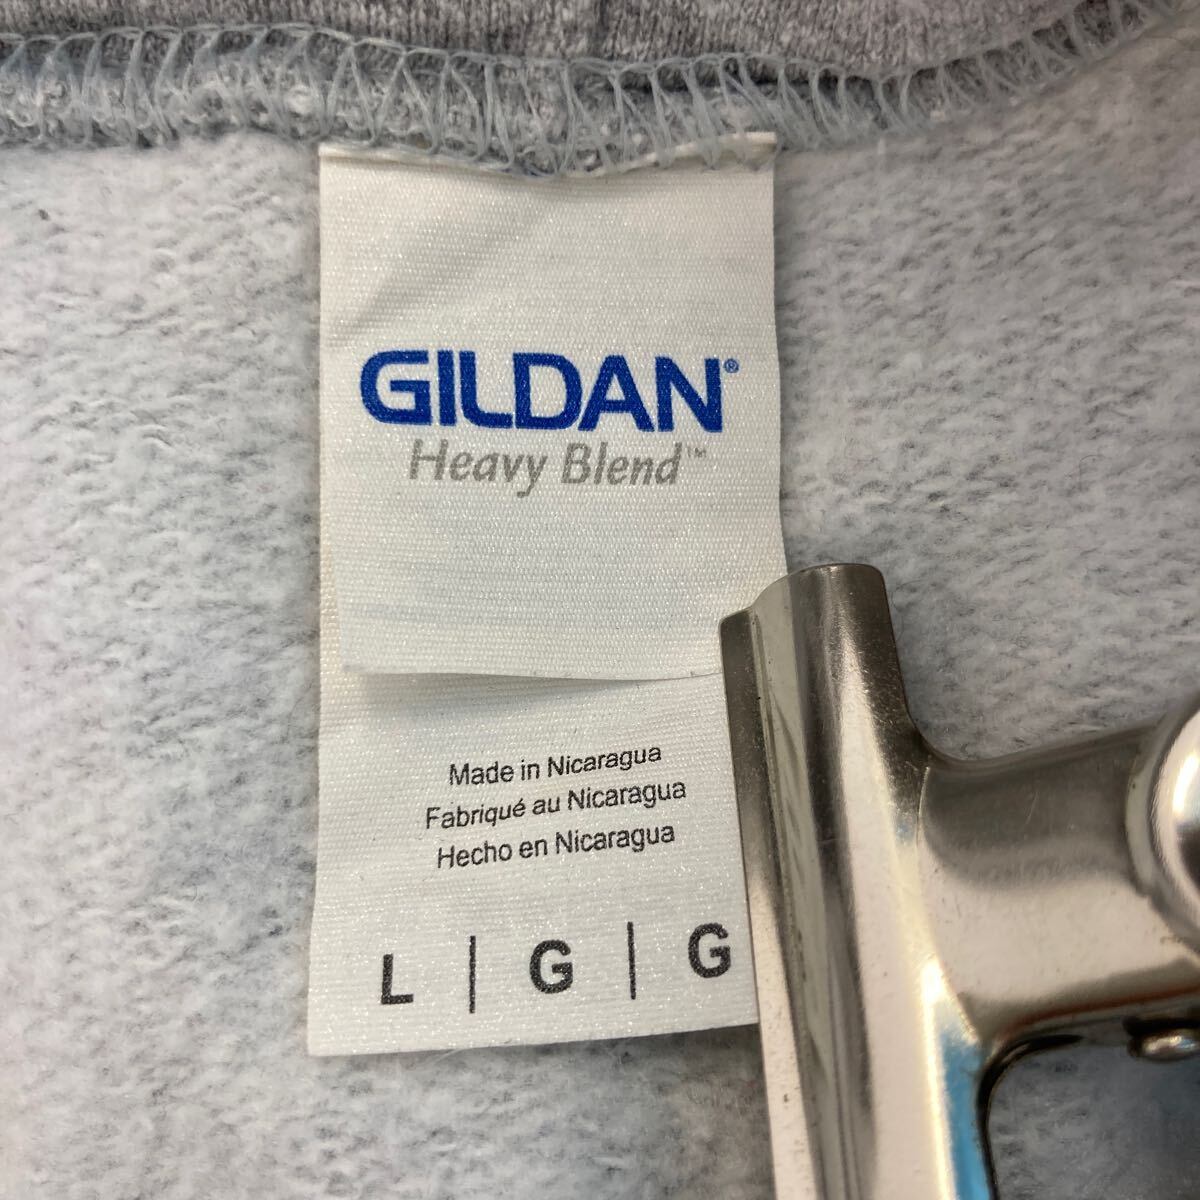 GILDAN®
Heavy Blend™
Made in Nicaragua
Fabriqué au Nicaragua
Hecho en Nicaragua
L | G | G